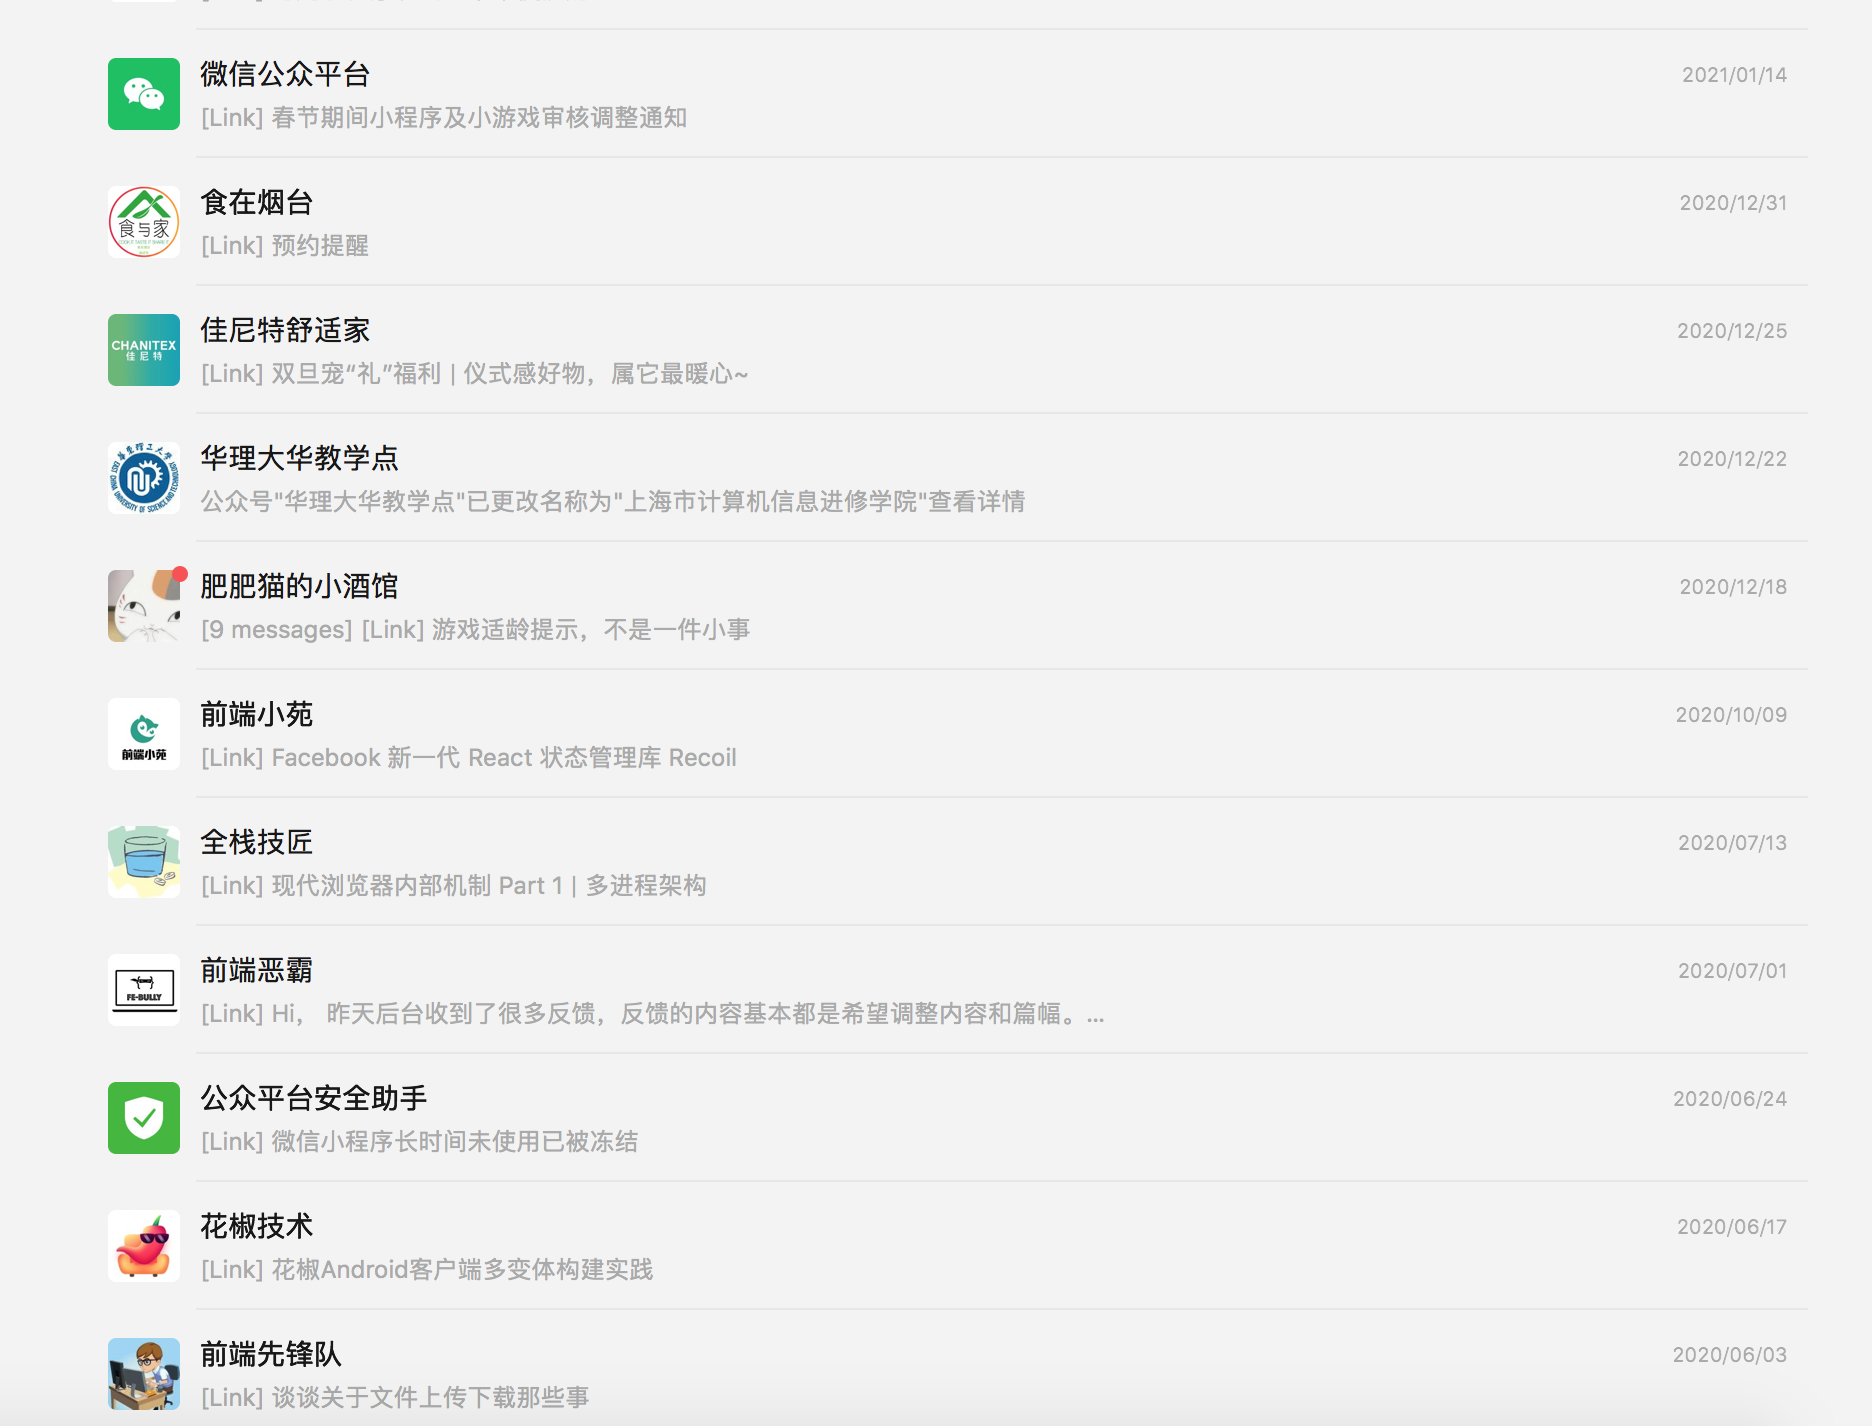 微信公众平台
2021/01/14
[Link] 春节期间小程序及小游戏审核调整通知
食与家
食在烟台
2020/12/31
[Link] 预约提醒
CHANITEX
佳尼特
佳尼特舒适家
2020/12/25
[Link] 双旦宠“礼”福利 | 仪式感好物，属它最暖心~
华理大华教学点
2020/12/22
公众号"华理大华教学点"已更改名称为"上海市计算机信息进修学院"查看详情
肥肥猫的小酒馆
2020/12/18
[9 messages] [Link] 游戏适龄提示，不是一件小事
前端小苑
前端小苑
2020/10/09
[Link] Facebook 新一代 React 状态管理库 Recoil
全栈技匠
2020/07/13
[Link] 现代浏览器内部机制 Part 1 | 多进程架构
FE-BULLY
前端恶霸
2020/07/01
[Link] Hi， 昨天后台收到了很多反馈，反馈的内容基本都是希望调整内容和篇幅。...
公众平台安全助手
2020/06/24
[Link] 微信小程序长时间未使用已被冻结
花椒技术
2020/06/17
[Link] 花椒Android客户端多变体构建实践
前端先锋队
2020/06/03
[Link] 谈谈关于文件上传下载那些事